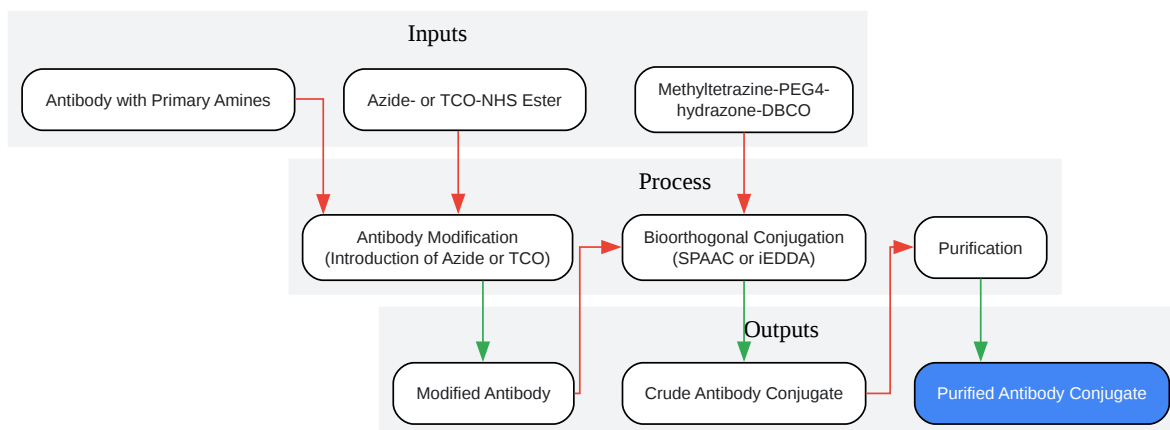 Inputs
Antibody with Primary Amines
Azide- or TCO-NHS Ester
Methyltetrazine-PEG4-
hydrazone-DBCO
Process
Antibody Modification
(Introduction of Azide or TCO)
Bioorthogonal Conjugation
(SPAAC or iEDDA)
Purification
Outputs
Modified Antibody
Crude Antibody Conjugate
Purified Antibody Conjugate